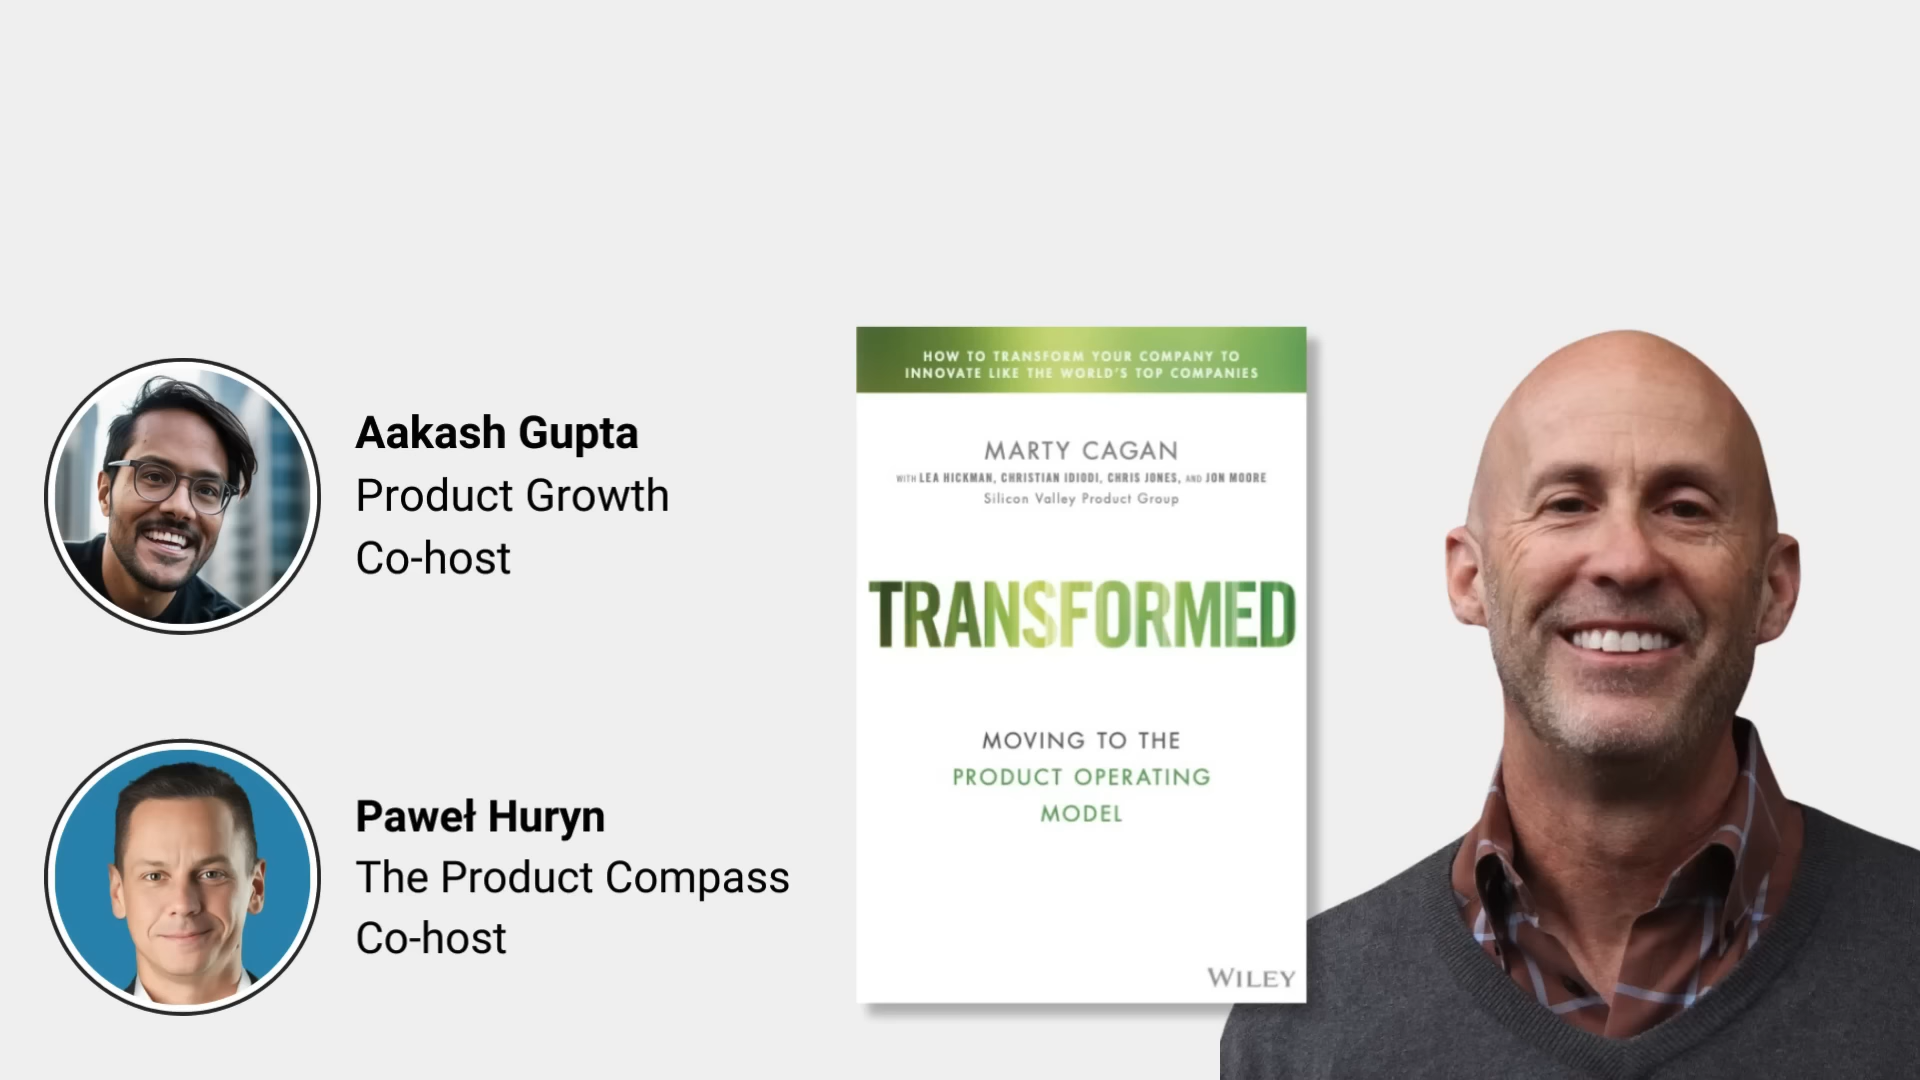 Aakash Gupta
Product Growth
Co-host
Paweł Huryn
The Product Compass
Co-host
HOW TO TRANSFORM YOUR COMPANY TO
INNOVATE LIKE THE WORLD'S TOP COMPANIES
MARTY CAGAN
WITH LEA HICKMAN, CHRISTIAN IDIODI, CHRIS JONES, AND JON MOORE
Silicon Valley Product Group
TRANSFORMED
MOVING TO THE
PRODUCT OPERATING
MODEL
WILEY